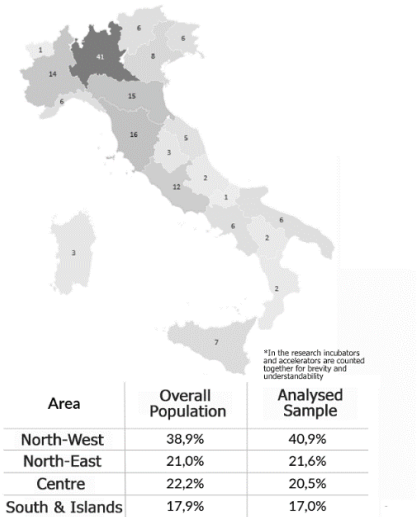 6
6
1
41
8
14
15
6
16
5
3
2
12
1
6
6
2
3
2
7
*In the research incubators
and accelerators are counted
together for brevity and
understandability
Area Overall Population Analysed Sample
North-West 38,9% 40,9%
North-East 21,0% 21,6%
Centre 22,2% 20,5%
South & Islands 17,9% 17,0%